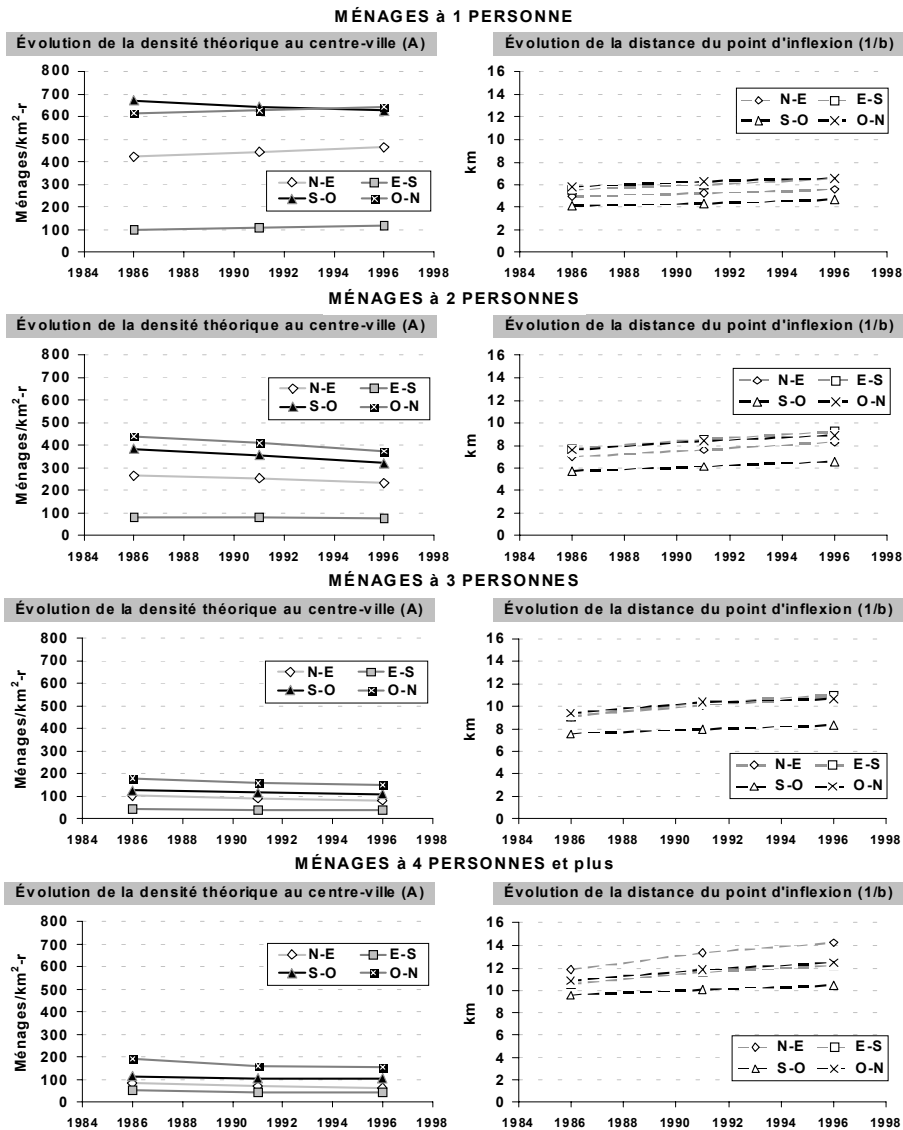 MÉNAGES à 1 PERSONNE
Évolution de la densité théorique au centre-ville (A)
Ménages/km²-r
800
700
600
500
400
300
200
100
0
N-E E-S
S-O O-N
1984 1986 1988 1990 1992 1994 1996 1998
Évolution de la distance du point d'inflexion (1/b)
km
16
14
12
10
8
6
4
2
0
N-E E-S
S-O O-N
1984 1986 1988 1990 1992 1994 1996 1998
MÉNAGES à 2 PERSONNES
Évolution de la densité théorique au centre-ville (A)
Ménages/km²-r
800
700
600
500
400
300
200
100
0
N-E E-S
S-O O-N
1984 1986 1988 1990 1992 1994 1996 1998
Évolution de la distance du point d'inflexion (1/b)
km
16
14
12
10
8
6
4
2
0
N-E E-S
S-O O-N
1984 1986 1988 1990 1992 1994 1996 1998
MÉNAGES à 3 PERSONNES
Évolution de la densité théorique au centre-ville (A)
Ménages/km²-r
800
700
600
500
400
300
200
100
0
N-E E-S
S-O O-N
1984 1986 1988 1990 1992 1994 1996 1998
Évolution de la distance du point d'inflexion (1/b)
km
16
14
12
10
8
6
4
2
0
N-E E-S
S-O O-N
1984 1986 1988 1990 1992 1994 1996 1998
MÉNAGES à 4 PERSONNES et plus
Évolution de la densité théorique au centre-ville (A)
Ménages/km²-r
800
700
600
500
400
300
200
100
0
N-E E-S
S-O O-N
1984 1986 1988 1990 1992 1994 1996 1998
Évolution de la distance du point d'inflexion (1/b)
km
16
14
12
10
8
6
4
2
0
N-E E-S
S-O O-N
1984 1986 1988 1990 1992 1994 1996 1998